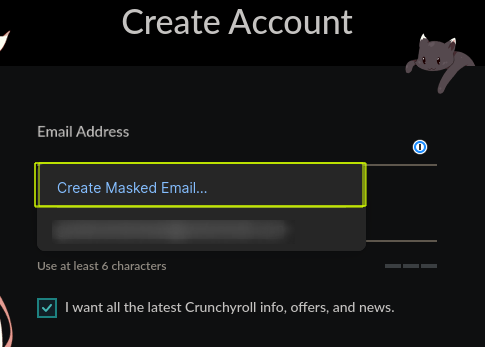 Create Account
Email Address
Create Masked Email...
Use at least 6 characters
I want all the latest Crunchyroll info, offers, and news.